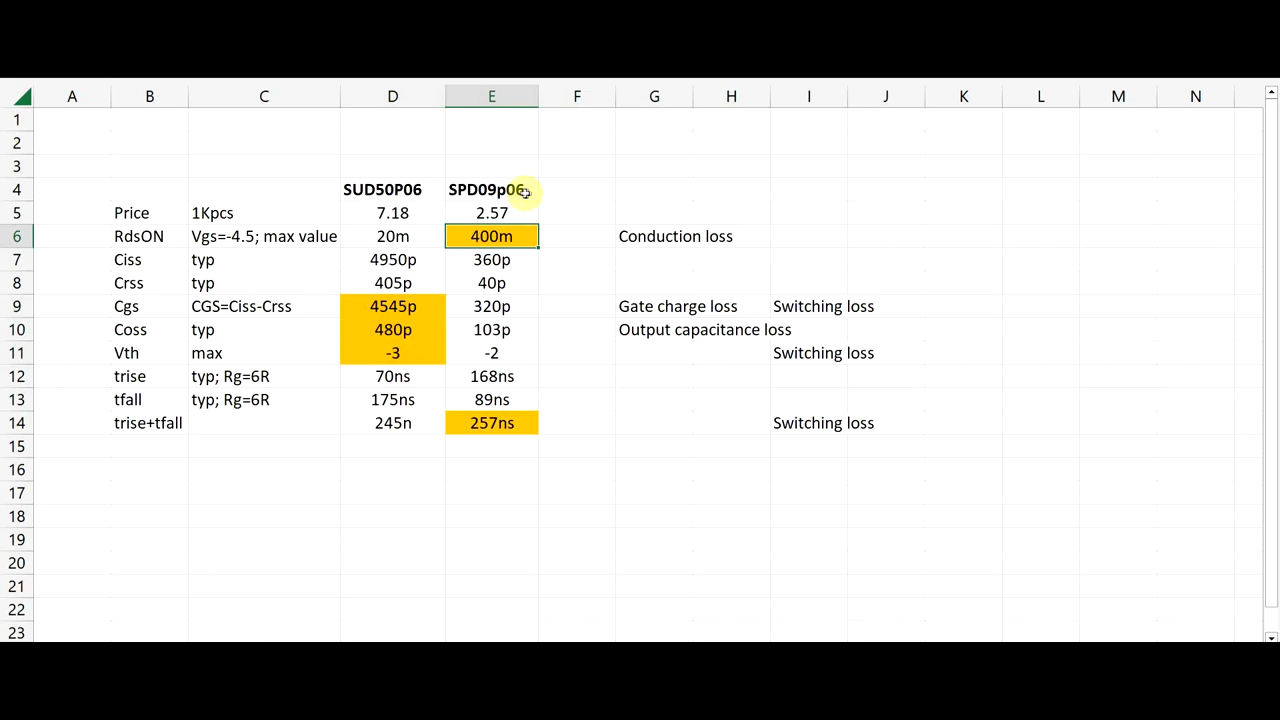 A B C D E F G H I J K L M N
1
2
3
4 SUD50P06 SPD09p06
5 Price 1Kpcs 7.18 2.57
6 RdsON Vgs=-4.5; max value 20m 400m Conduction loss
7 Ciss typ 4950p 360p
8 Crss typ 405p 40p
9 Cgs CGS=Ciss-Crss 4545p 320p Gate charge loss Switching loss
10 Coss typ 480p 103p Output capacitance loss
11 Vth max -3 -2 Switching loss
12 trise typ; Rg=6R 70ns 168ns
13 tfall typ; Rg=6R 175ns 89ns
14 trise+tfall 245n 257ns Switching loss
15
16
17
18
19
20
21
22
23